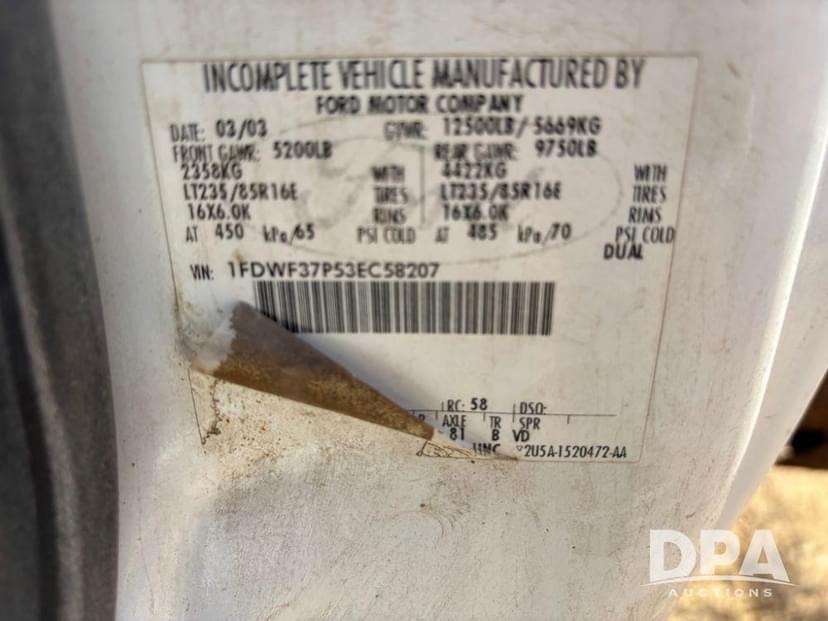 INCOMPLETE VEHICLE MANUFACTURED BY
FORD MOTOR COMPANY
DATE: 03/03 GVWR: 12500LB/5669KG
FRONT GAWR: 5200LB REAR GAWR: 9750LB
2358KG WITH 4422KG WITH
LT235/85R16E TIRES LT235/85R16E TIRES
16X6.0K RIMS 16X6.0K RIMS
AT 450 kPa/65 PSI COLD AT 485 kPa/70 PSI COLD
DUAL
VIN: 1FDWF37P53EC58207
RC: 58 DSO:
AXLE TR SPR
81 B VD
INC 2U5A-1520472-AA
DPA
AUCTIONS